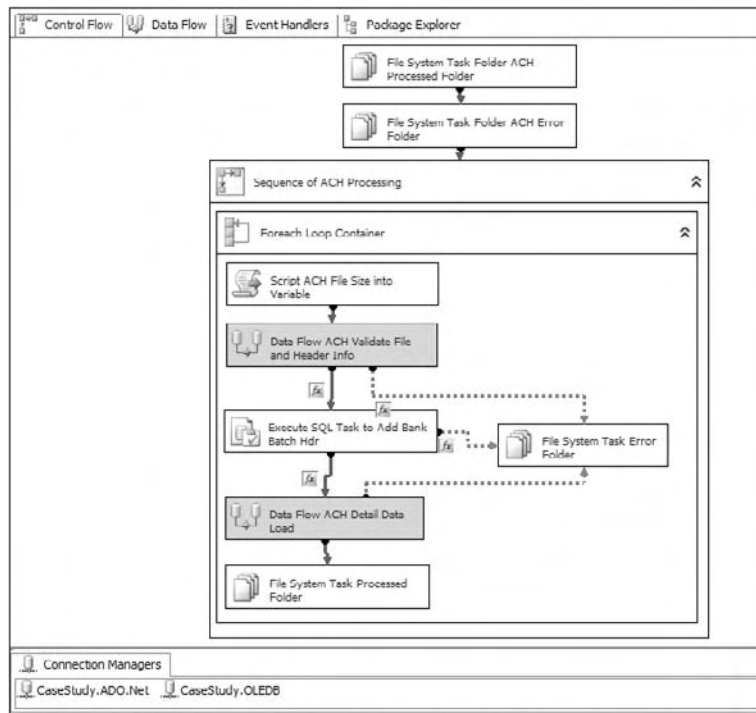 Control Flow Data Flow Event Handlers Package Explorer
File System Task Folder ACH
Processed Folder
File System Task Folder ACH Error
Folder
Sequence of ACH Processing
Foreach Loop Container
Script ACH File Size into
Variable
Data Flow ACH Validate File
and Header Info
fx
fx
Execute SQL Task to Add Bank
Batch Hdr
fx
File System Task Error
Folder
fx
Data Flow ACH Detail Data
Load
File System Task Processed
Folder
Connection Managers
CaseStudy.ADO.Net CaseStudy.OLEDB